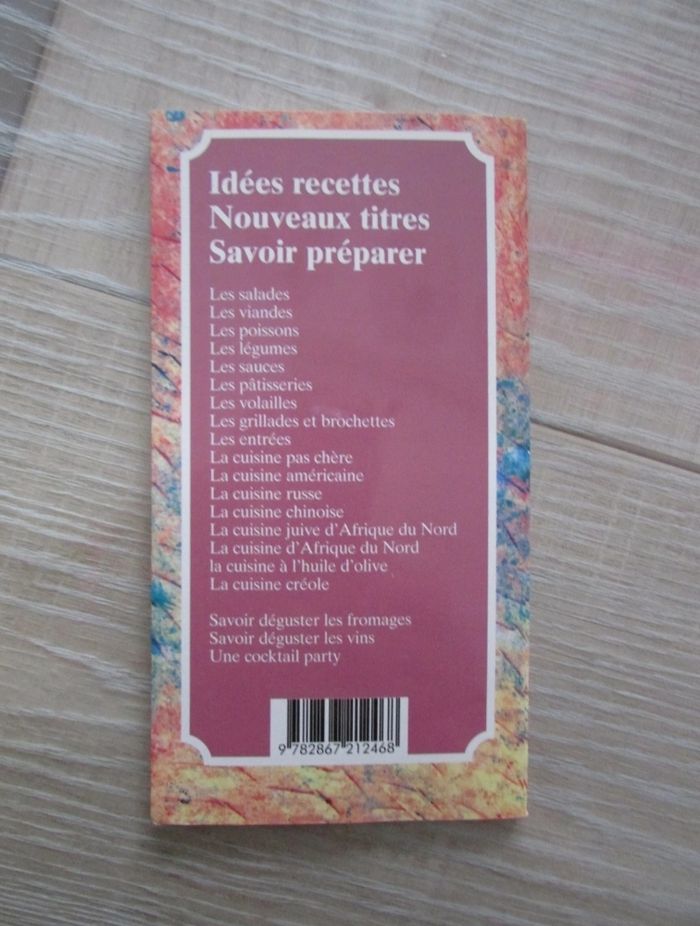 Idées recettes
Nouveaux titres
Savoir préparer
Les salades
Les viandes
Les poissons
Les légumes
Les sauces
Les pâtisseries
Les volailles
Les grillades et brochettes
Les entrées
La cuisine pas chère
La cuisine américaine
La cuisine russe
La cuisine chinoise
La cuisine juive d'Afrique du Nord
La cuisine d'Afrique du Nord
la cuisine à l'huile d'olive
La cuisine créole
Savoir déguster les fromages
Savoir déguster les vins
Une cocktail party
9 782867 212468